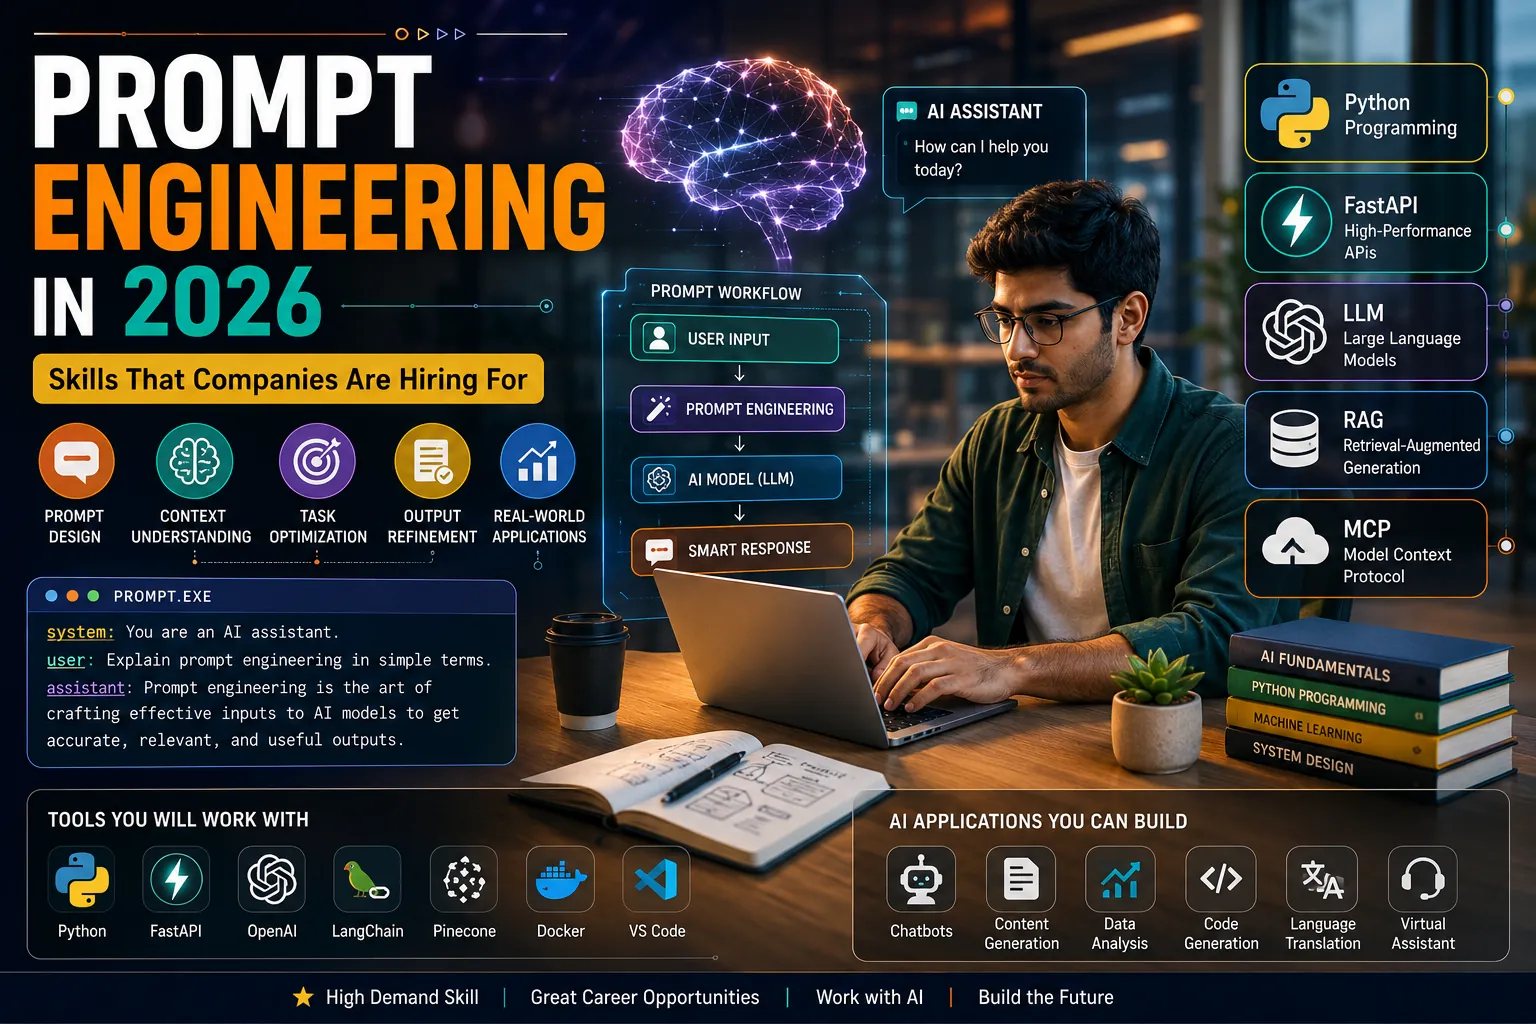 PROMPT
ENGINEERING
IN 2026
Skills That Companies Are Hiring For
PROMPT
DESIGN
CONTEXT
UNDERSTANDING
TASK
OPTIMIZATION
OUTPUT
REFINEMENT
REAL-WORLD
APPLICATIONS
PROMPT.EXE
system: You are an AI assistant.
user: Explain prompt engineering in simple terms.
assistant: Prompt engineering is the art of
crafting effective inputs to AI models to get
accurate, relevant, and useful outputs.
AI ASSISTANT
How can I help you
today?
PROMPT WORKFLOW
USER INPUT
PROMPT ENGINEERING
AI MODEL (LLM)
SMART RESPONSE
Python
Programming
FastAPI
High-Performance
APIs
LLM
Large Language
Models
RAG
Retrieval-Augmented
Generation
MCP
Model Context
Protocol
AI FUNDAMENTALS
PYTHON PROGRAMMING
MACHINE LEARNING
SYSTEM DESIGN
TOOLS YOU WILL WORK WITH
Python
FastAPI
OpenAI
LangChain
Pinecone
Docker
VS Code
AI APPLICATIONS YOU CAN BUILD
Chatbots
Content
Generation
Data
Analysis
Code
Generation
Language
Translation
Virtual
Assistant
High Demand Skill
Great Career Opportunities
Work with AI
Build the Future